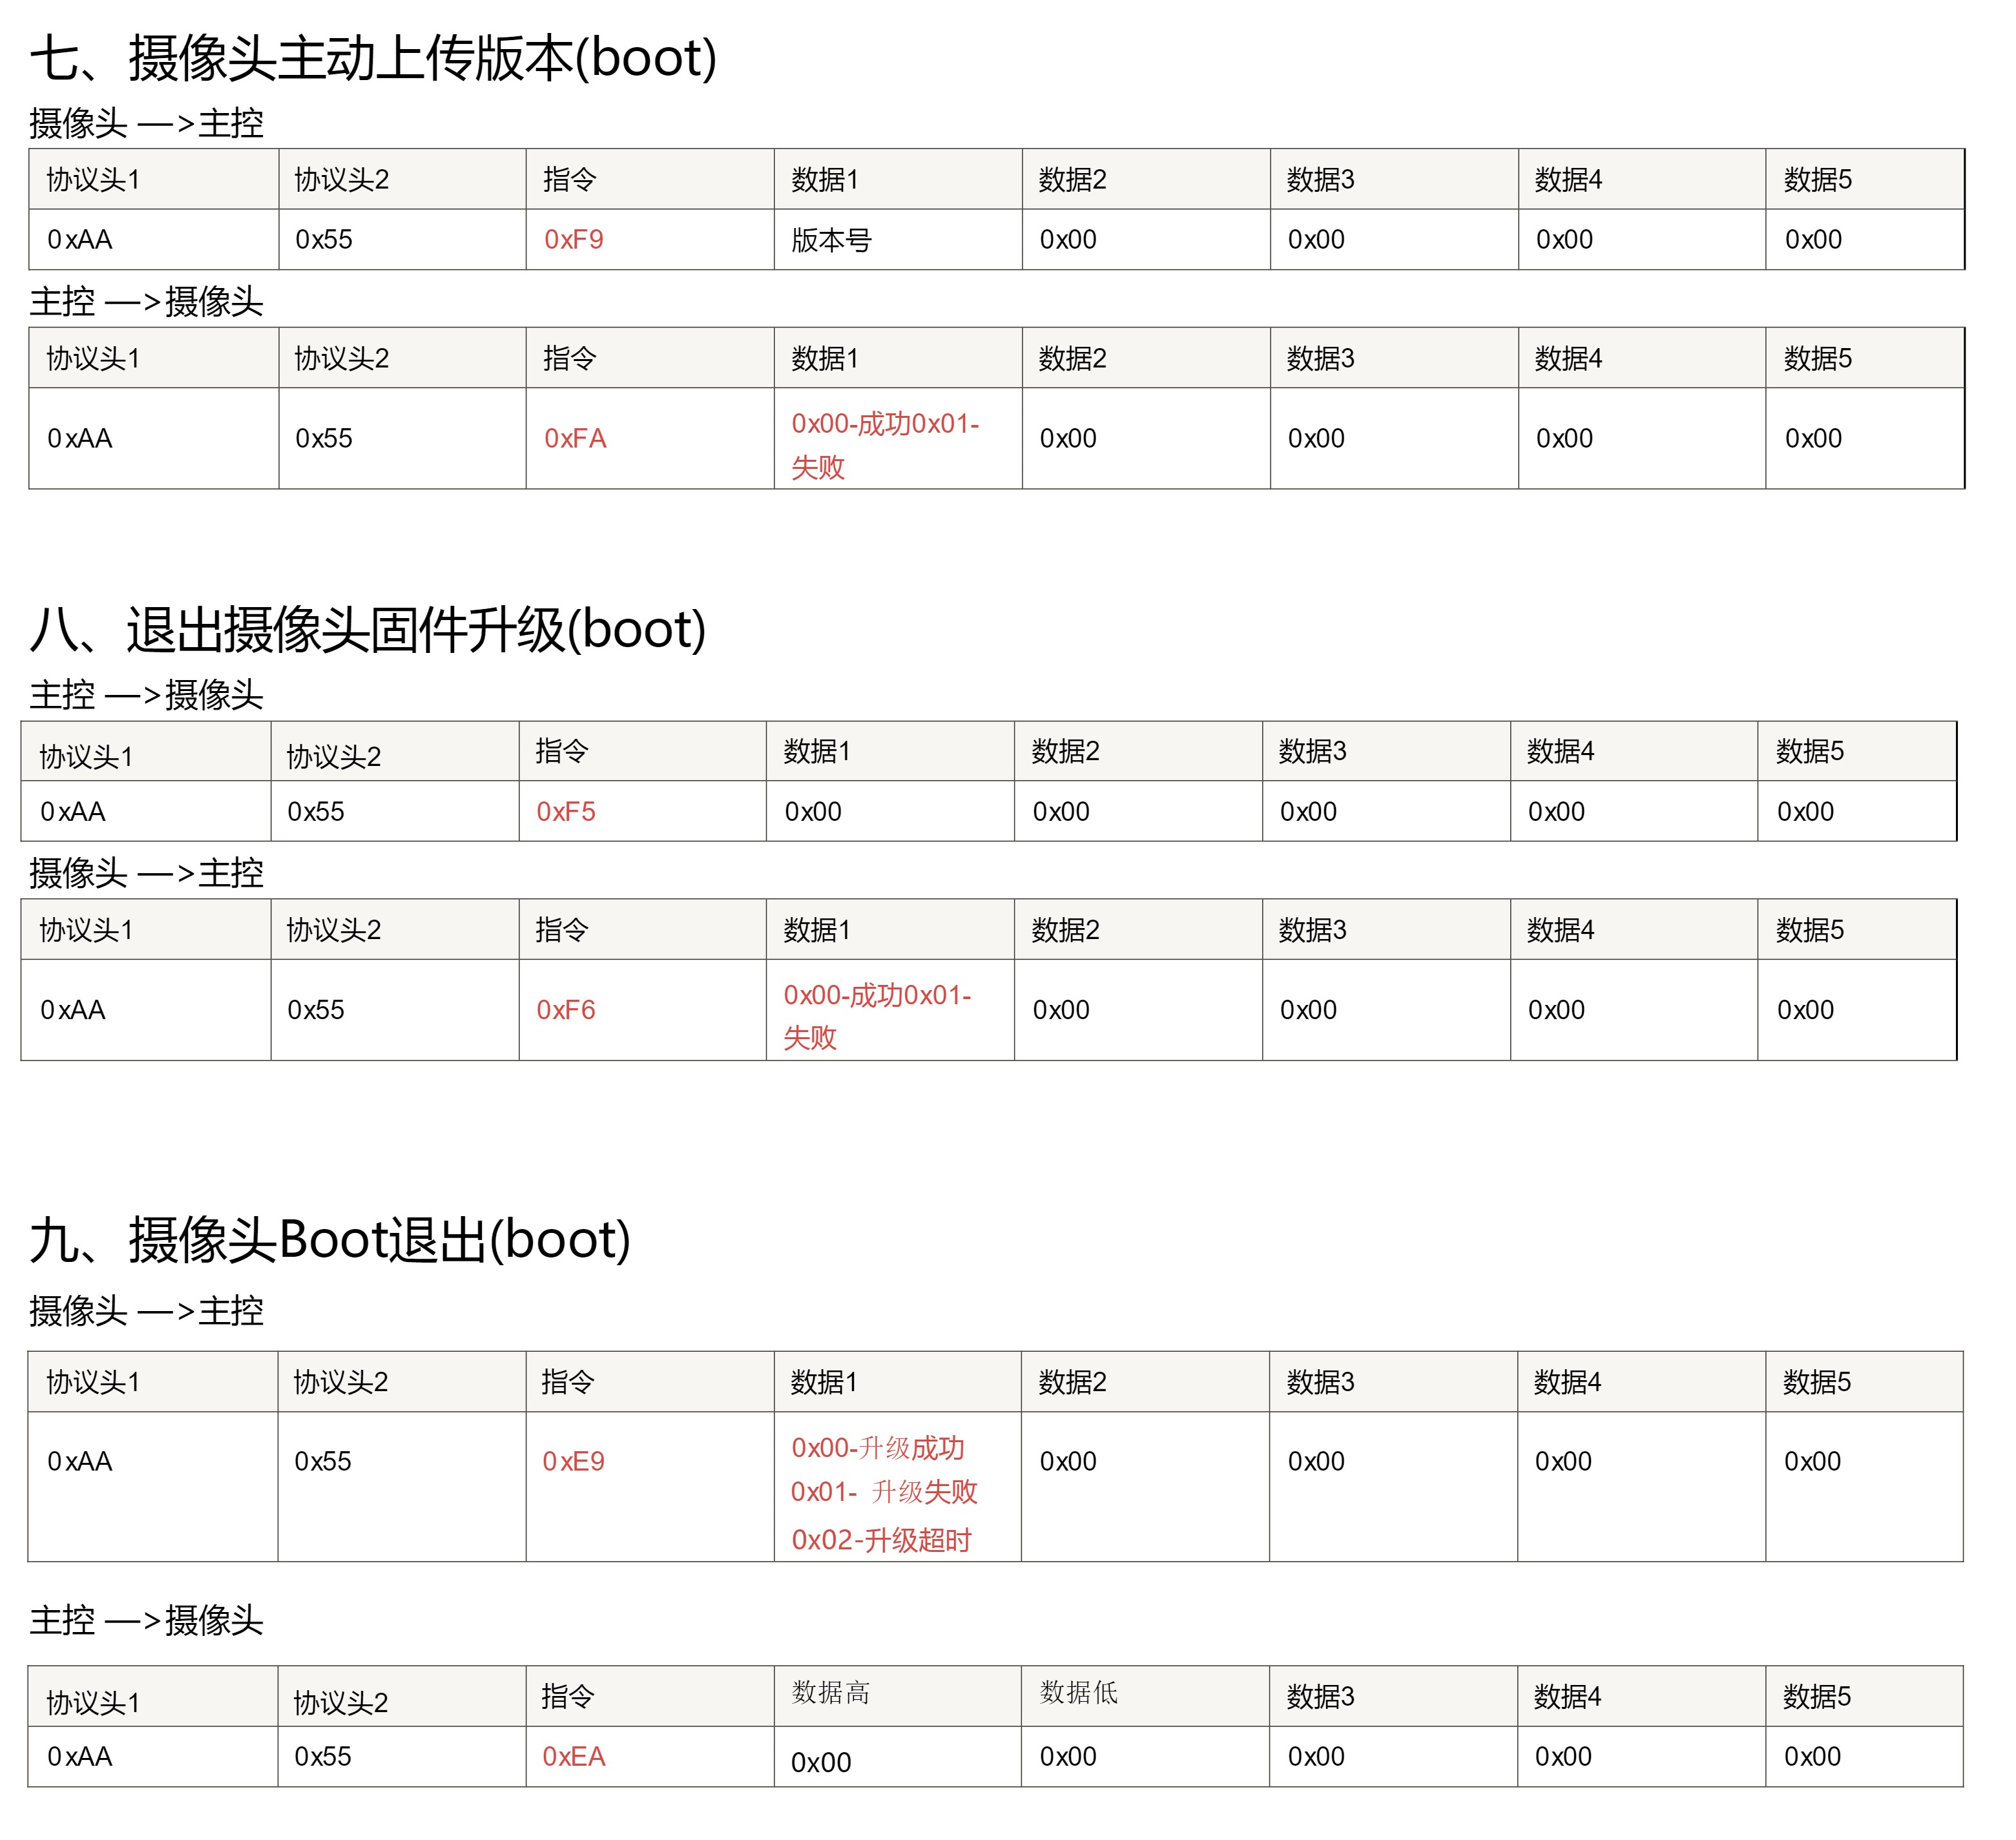 七、摄像头主动上传版本(boot)
摄像头 —>主控
协议头1 协议头2 指令 数据1 数据2 数据3 数据4 数据5
0xAA 0x55 0xF9 版本号 0x00 0x00 0x00 0x00
主控 —>摄像头
协议头1 协议头2 指令 数据1 数据2 数据3 数据4 数据5
0xAA 0x55 0xFA 0x00-成功0x01- 0x00 0x00 0x00 0x00
失败
八、退出摄像头固件升级(boot)
主控 —>摄像头
协议头1 协议头2 指令 数据1 数据2 数据3 数据4 数据5
0xAA 0x55 0xF5 0x00 0x00 0x00 0x00 0x00
摄像头 —>主控
协议头1 协议头2 指令 数据1 数据2 数据3 数据4 数据5
0xAA 0x55 0xF6 0x00-成功0x01- 0x00 0x00 0x00 0x00
失败
九、摄像头Boot退出(boot)
摄像头 —>主控
协议头1 协议头2 指令 数据1 数据2 数据3 数据4 数据5
0xAA 0x55 0xE9 0x00-升级成功 0x00 0x00 0x00 0x00
0x01- 升级失败
0x02-升级超时
主控 —>摄像头
协议头1 协议头2 指令 数据高 数据低 数据3 数据4 数据5
0xAA 0x55 0xEA 0x00 0x00 0x00 0x00 0x00